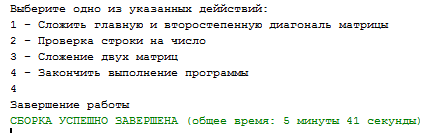 Выберите одно из указанных дейййствий:
1 - Сложить главную и второстепенную диагональ матрицы
2 - Проверка строки на число
3 - Сложение двух матриц
4 - Закончить выполнение программы
4
Завершение работы
СБОРКА УСПЕШНО ЗАВЕРШЕНА (общее время: 5 минуты 41 секунды)